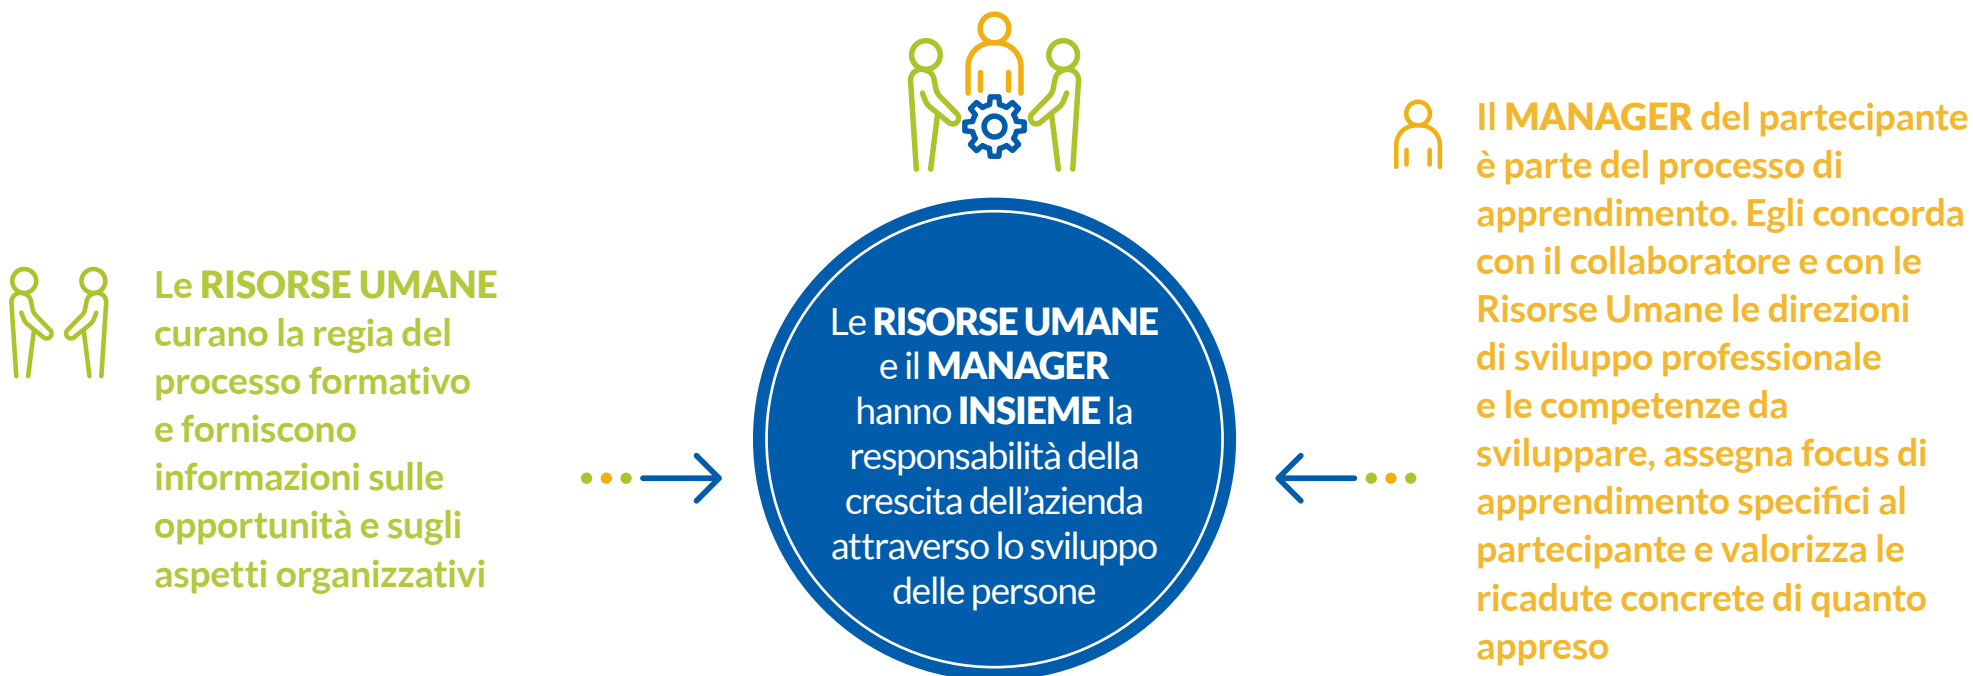 Le RISORSE UMANE
curano la regia del
processo formativo
e forniscono
informazioni sulle
opportunità e sugli
aspetti organizzativi
Le RISORSE UMANE
e il MANAGER
hanno INSIEME la
responsabilità della
crescita dell’azienda
attraverso lo sviluppo
delle persone
Il MANAGER del partecipante
è parte del processo di
apprendimento. Egli concorda
con il collaboratore e con le
Risorse Umane le direzioni
di sviluppo professionale
e le competenze da
sviluppare, assegna focus di
apprendimento specifici al
partecipante e valorizza le
ricadute concrete di quanto
appreso